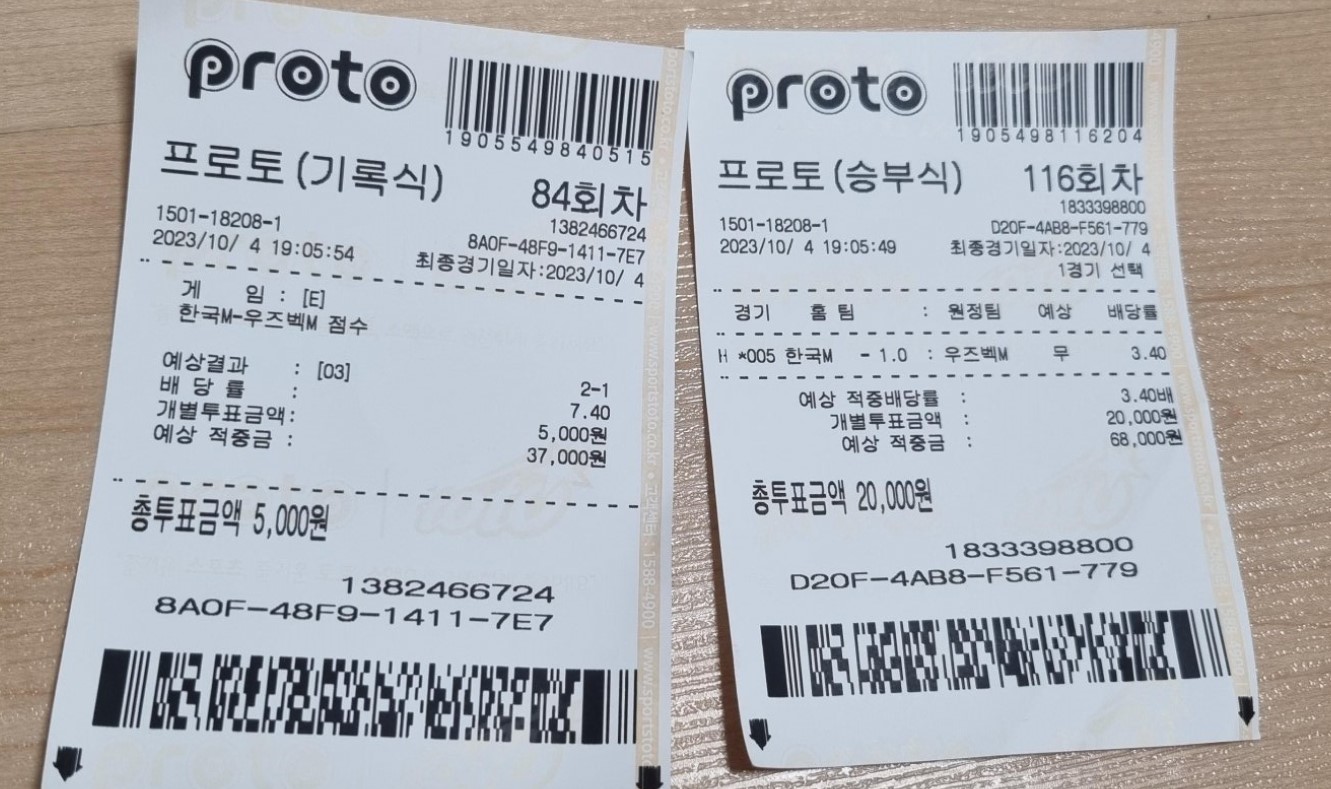 proto
1905549840515
프로토(기록식) 84회차
1382466724
1501-18208-1
8A0F-48F9-1411-7E7
2023/10/ 4 19:05:54
최종경기일자:2023/10/ 4
게 임 : [E]
한국M-우즈벡M 점수
예상결과 : [03]
2-1
배 당 률 : 7.40
개별투표금액: 5,000원
예상 적중금 : 37,000원
총투표금액 5,000원
1382466724
8A0F-48F9-1411-7E7
1588-4900 | www.sportstoto
proto
1905498116204
프로토(승부식) 116회차
1833398800
1501-18208-1
D20F-4AB8-F561-779
2023/10/ 4 19:05:49
최종경기일자:2023/10/ 4
1경기 선택
경기 홈 팀 : 원정팀 예상 배당률
H *005 한국M - 1.0 : 우즈벡M 무 3.40
예상 적중배당률 : 3.40배
개별투표금액 : 20,000원
예상 적중금 : 68,000원
총투표금액 20,000원
1833398800
D20F-4AB8-F561-779